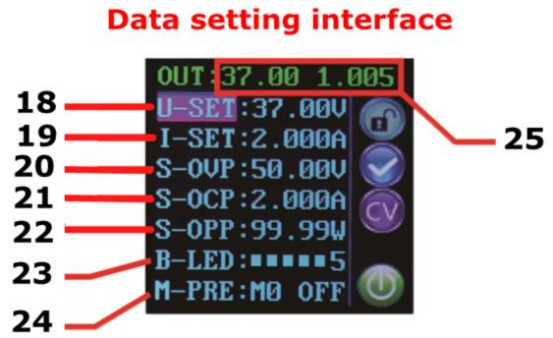 Data setting interface
OUT:37.00 1.005
18 U-SET:37.00V
19 I-SET:2.000A
20 S-OVP:50.00V
21 S-OCP:2.000A
22 S-OPP:99.99W
23 B-LED:▪▪▪▪▪5
24 M-PRE:M0 OFF
CV
25